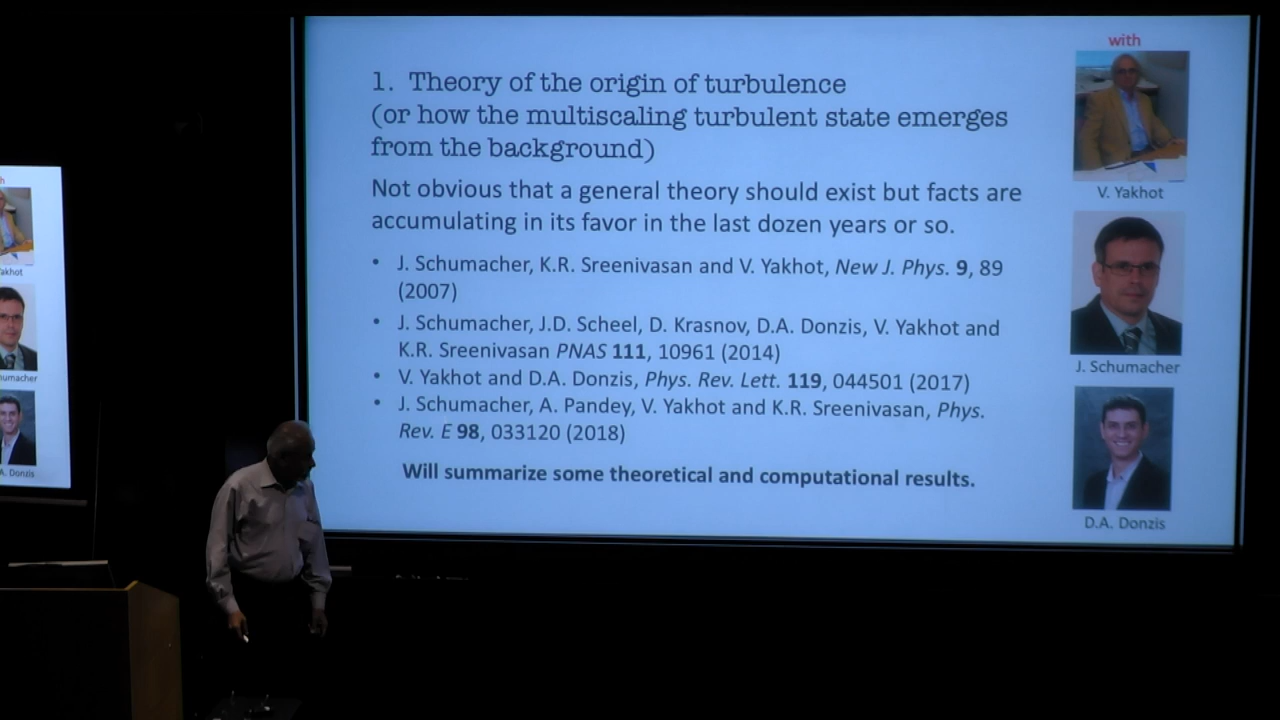 with
1. Theory of the origin of turbulence
(or how the multiscaling turbulent state emerges
from the background)
Not obvious that a general theory should exist but facts are
accumulating in its favor in the last dozen years or so.
• J. Schumacher, K.R. Sreenivasan and V. Yakhot, New J. Phys. 9, 89
(2007)
• J. Schumacher, J.D. Scheel, D. Krasnov, D.A. Donzis, V. Yakhot and
K.R. Sreenivasan PNAS 111, 10961 (2014)
• V. Yakhot and D.A. Donzis, Phys. Rev. Lett. 119, 044501 (2017)
• J. Schumacher, A. Pandey, V. Yakhot and K.R. Sreenivasan, Phys.
Rev. E 98, 033120 (2018)
Will summarize some theoretical and computational results.
V. Yakhot
J. Schumacher
D.A. Donzis
h
akhot
humacher
A. Donzis